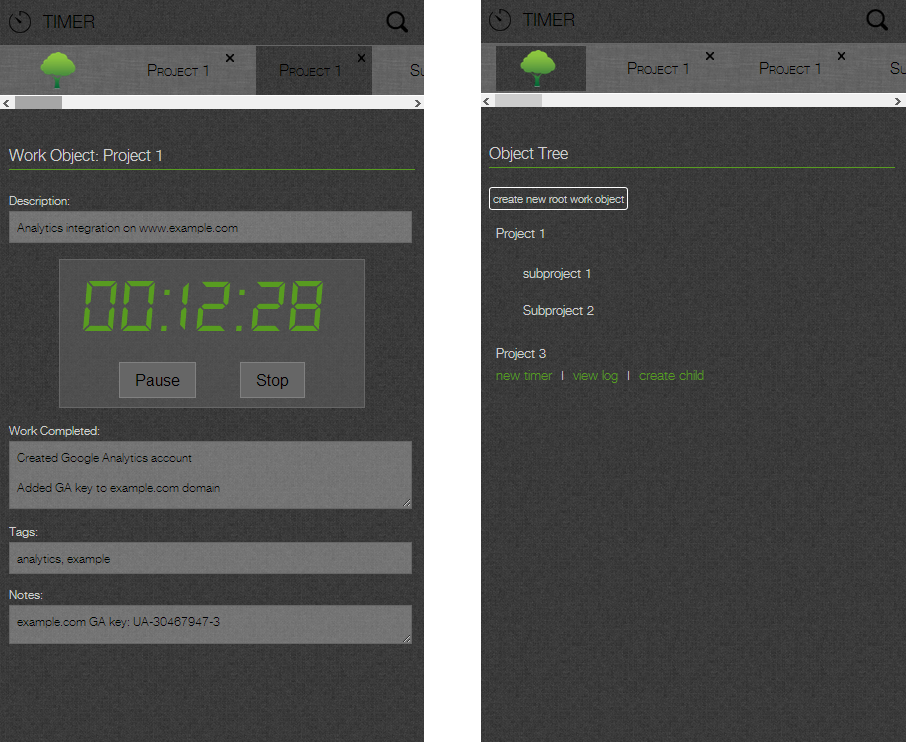 TIMER
Project 1 x Project 1 x Su
Work Object: Project 1
Description:
Analytics integration on www.example.com
00:12:28
Pause Stop
Work Completed:
Created Google Analytics account
Added GA key to example.com domain
Tags:
analytics, example
Notes:
example.com GA key: UA-30467947-3
TIMER
Project 1 x Project 1 x Su
Object Tree
create new root work object
Project 1
subproject 1
Subproject 2
Project 3
new timer | view log | create child